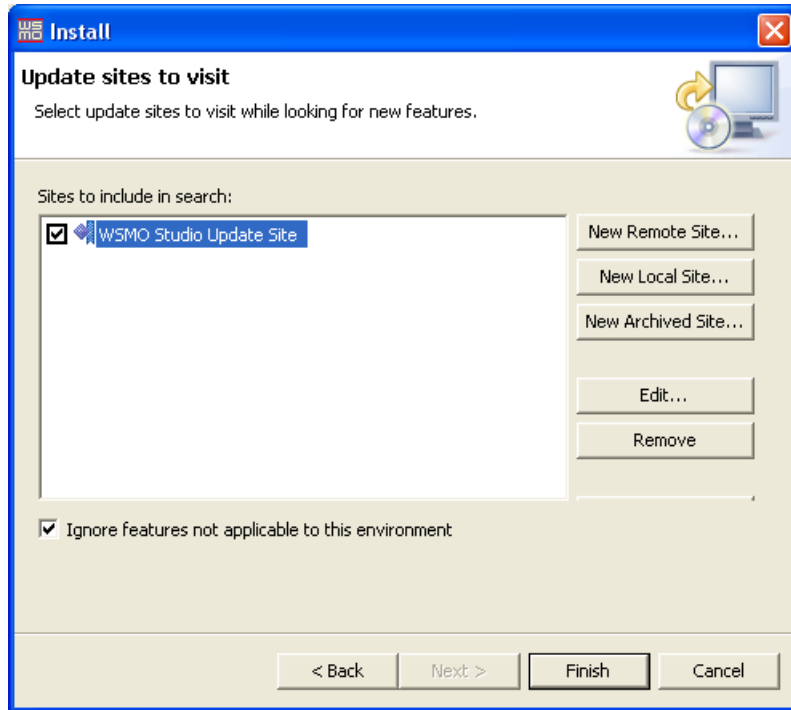 WS
MO Install
Update sites to visit
Select update sites to visit while looking for new features.
Sites to include in search:
WSMO Studio Update Site
New Remote Site...
New Local Site...
New Archived Site...
Edit...
Remove
Ignore features not applicable to this environment
< Back Next > Finish Cancel